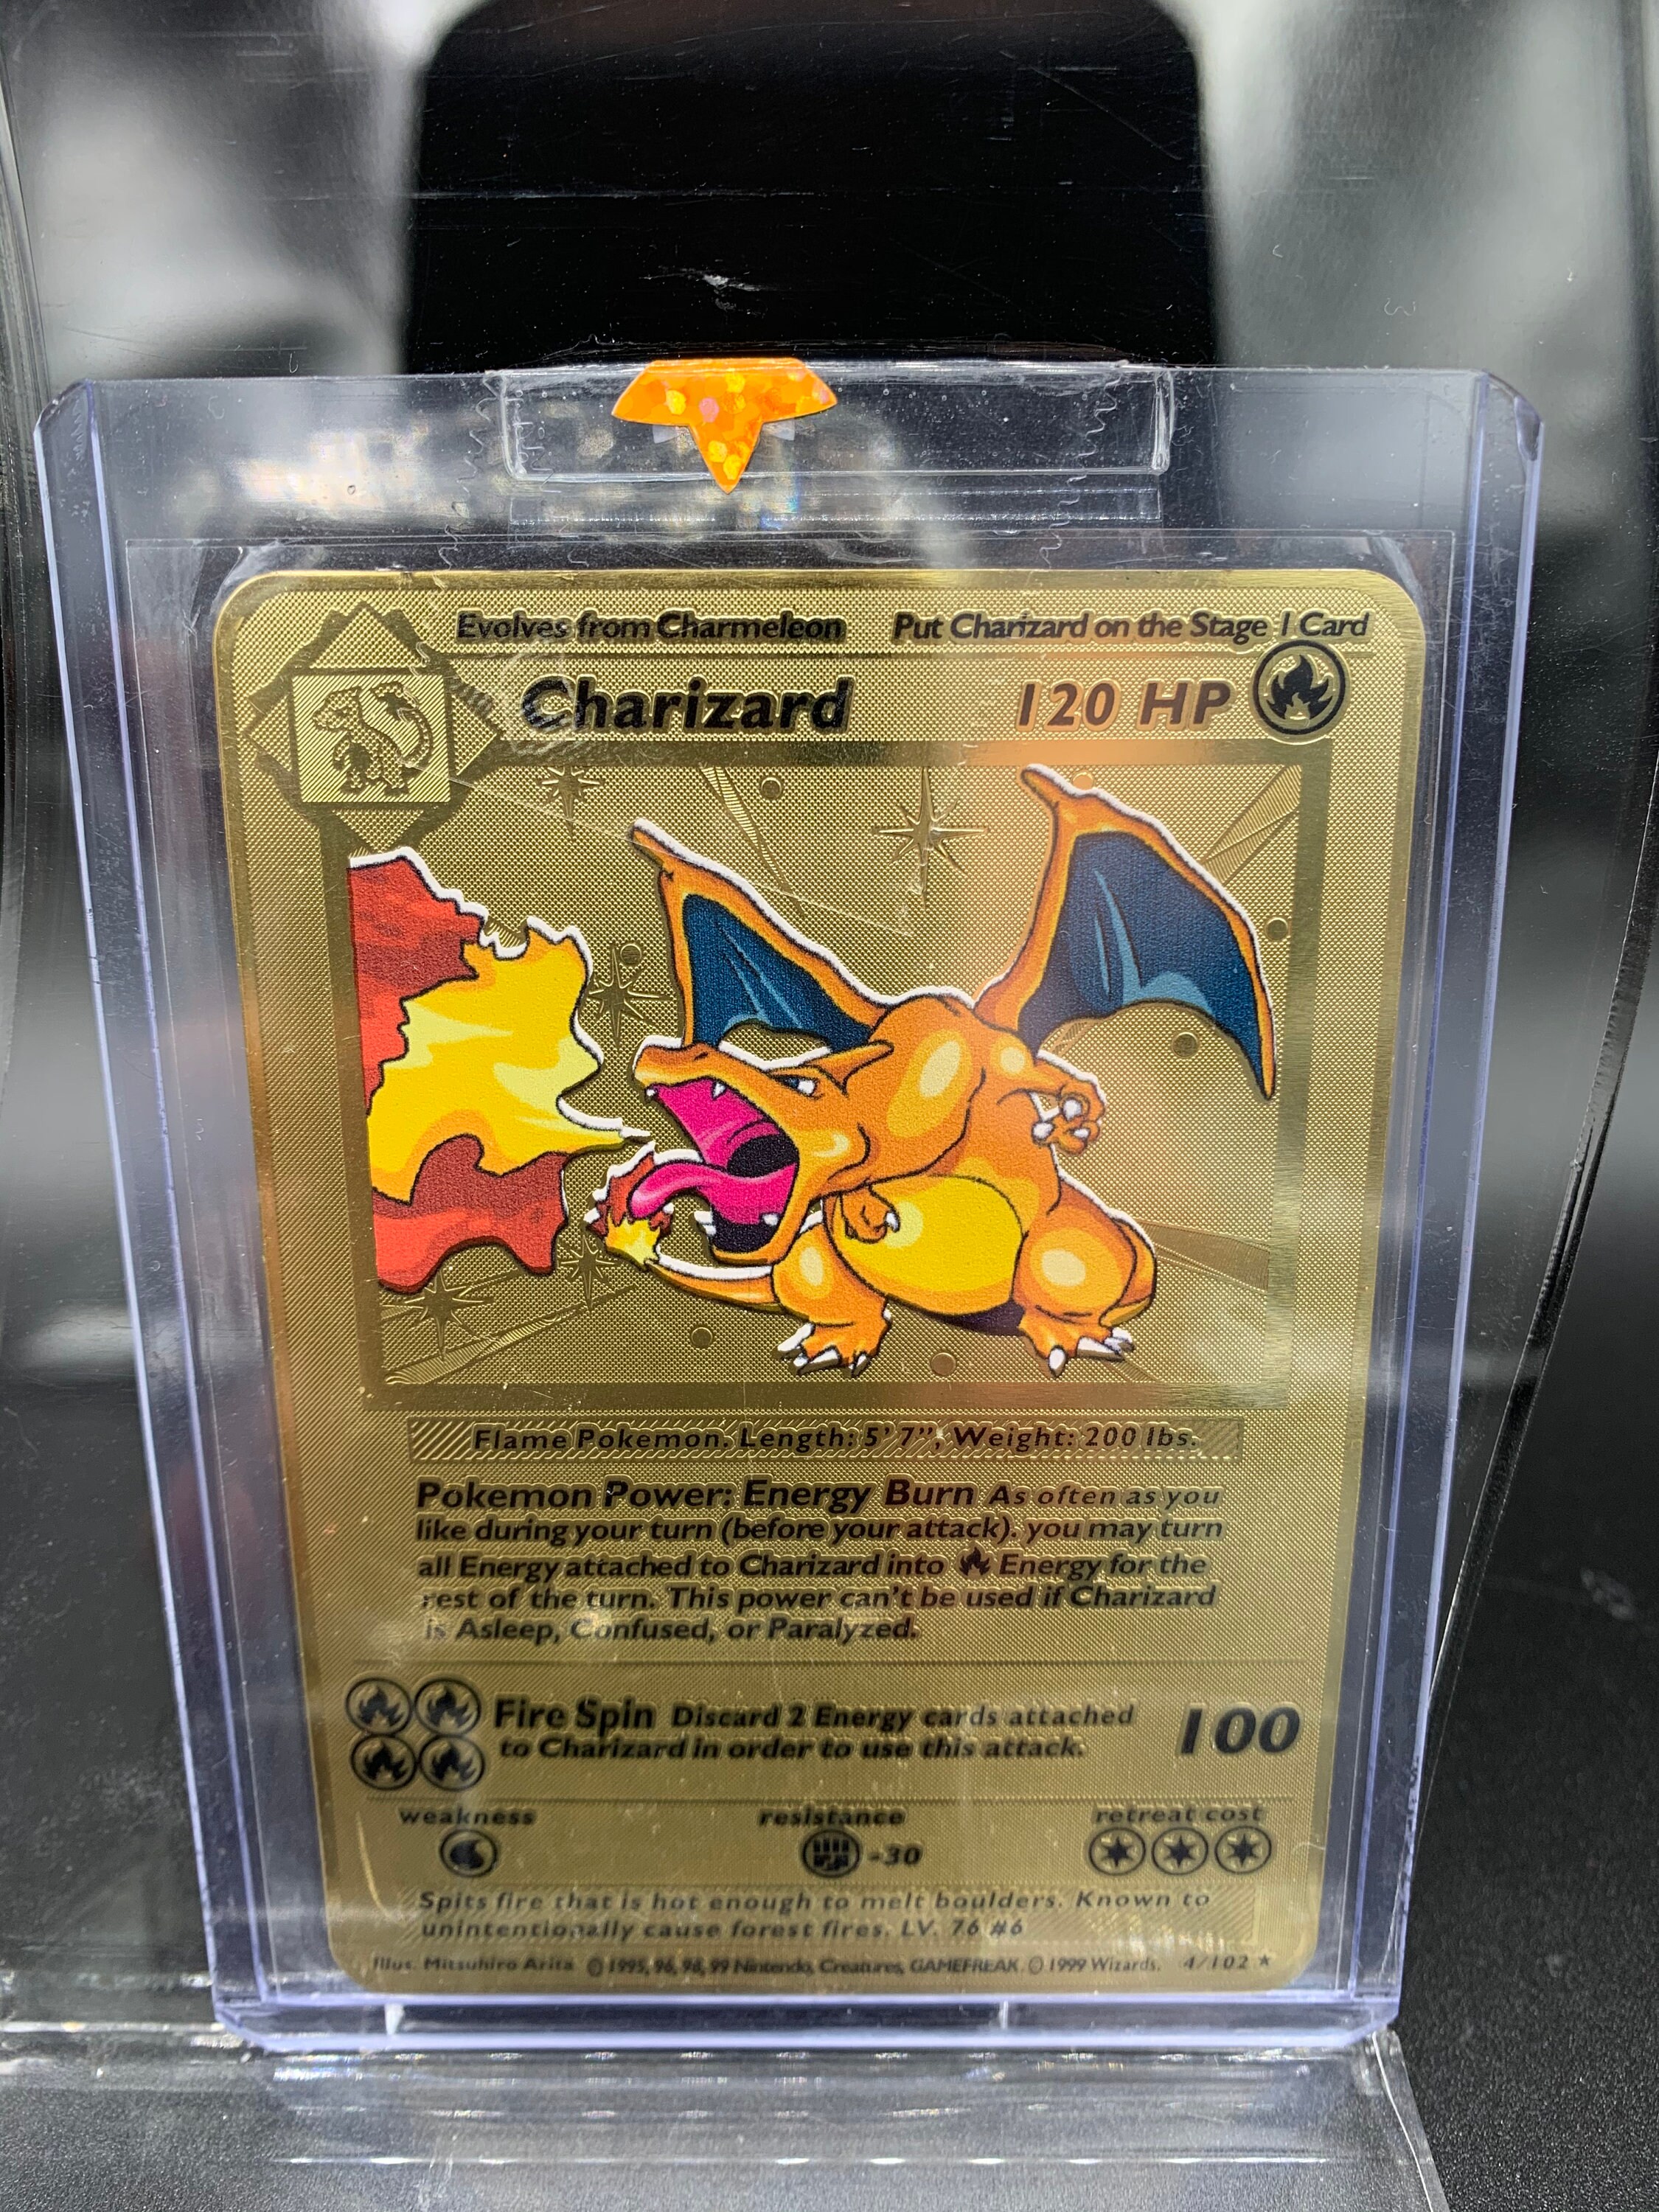 Evolves from Charmeleon Put Charizard on the Stage 1 Card
Charizard 120 HP
Flame Pokemon. Length: 5' 7", Weight: 200 lbs.
Pokemon Power: Energy Burn As often as you
like during your turn (before your attack). you may turn
all Energy attached to Charizard into Energy for the
rest of the turn. This power can't be used if Charizard
is Asleep, Confused, or Paralyzed.
Fire Spin Discard 2 Energy cards attached
to Charizard in order to use this attack.
100
weakness resistance retreat cost
-30
Spits fire that is hot enough to melt boulders. Known to
unintentionally cause forest fires. LV. 76 #6
Illus. Mitsuhiro Arita © 1995, 96, 98, 99 Nintendo, Creatures, GAMEFREAK. © 1999 Wizards. 4/102 ★